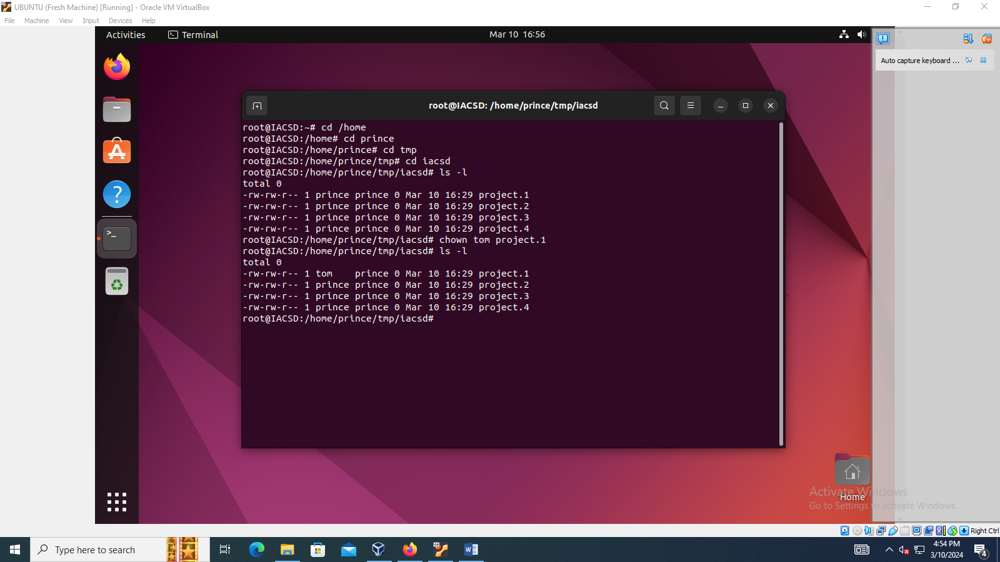 UBUNTU (Fresh Machine) [Running] - Oracle VM VirtualBox
File Machine View Input Devices Help
Activities Terminal Mar 10 16:56
Auto capture keyboard ...
root@IACSD: /home/prince/tmp/iacsd
root@IACSD:~# cd /home
root@IACSD:/home# cd prince
root@IACSD:/home/prince# cd tmp
root@IACSD:/home/prince/tmp# cd iacsd
root@IACSD:/home/prince/tmp/iacsd# ls -l
total 0
-rw-rw-r-- 1 prince prince 0 Mar 10 16:29 project.1
-rw-rw-r-- 1 prince prince 0 Mar 10 16:29 project.2
-rw-rw-r-- 1 prince prince 0 Mar 10 16:29 project.3
-rw-rw-r-- 1 prince prince 0 Mar 10 16:29 project.4
root@IACSD:/home/prince/tmp/iacsd# chown tom project.1
root@IACSD:/home/prince/tmp/iacsd# ls -l
total 0
-rw-rw-r-- 1 tom    prince 0 Mar 10 16:29 project.1
-rw-rw-r-- 1 prince prince 0 Mar 10 16:29 project.2
-rw-rw-r-- 1 prince prince 0 Mar 10 16:29 project.3
-rw-rw-r-- 1 prince prince 0 Mar 10 16:29 project.4
root@IACSD:/home/prince/tmp/iacsd#
Home
Activate Windows
Go to Settings to activate Windows.
Right Ctrl
Type here to search
4:54 PM
3/10/2024
4